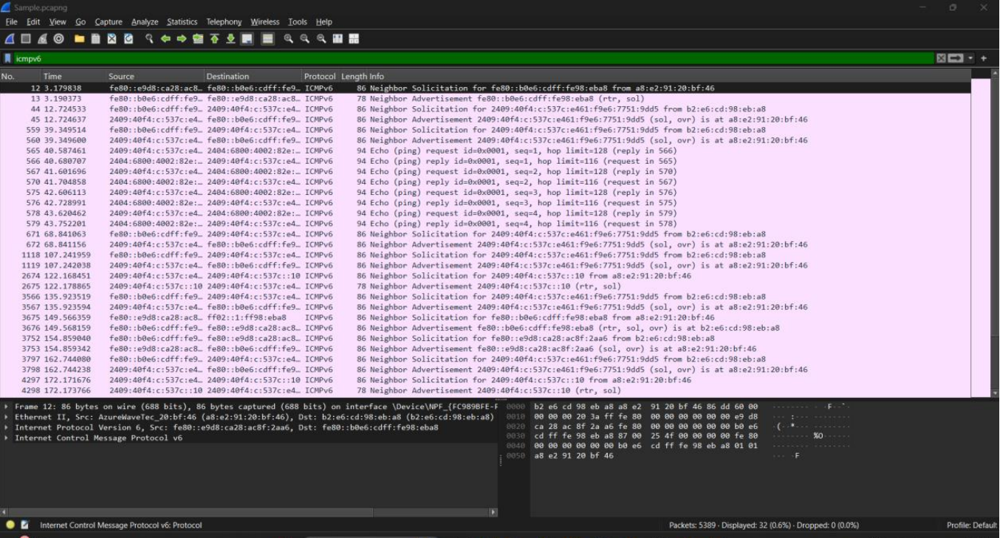 Sample.pcapng
File Edit View Go Capture Analyze Statistics Telephony Wireless Tools Help
icmpv6
No. Time Source Destination Protocol Length Info
12 3.179838 fe80::e9d8:ca28:ac8… fe80::b0e6:cdff:fe9… ICMPv6 86 Neighbor Solicitation for fe80::b0e6:cdff:fe98:eba8 from a8:e2:91:20:bf:46
13 3.190373 fe80::b0e6:cdff:fe9… fe80::e9d8:ca28:ac8… ICMPv6 78 Neighbor Advertisement fe80::b0e6:cdff:fe98:eba8 (rtr, sol)
44 12.724533 fe80::b0e6:cdff:fe9… 2409:40f4:c:537c:e4… ICMPv6 86 Neighbor Solicitation for 2409:40f4:c:537c:e461:f9e6:7751:9dd5 from b2:e6:cd:98:eb:a8
45 12.724637 2409:40f4:c:537c:e4… fe80::b0e6:cdff:fe9… ICMPv6 86 Neighbor Advertisement 2409:40f4:c:537c:e461:f9e6:7751:9dd5 (sol, ovr) is at a8:e2:91:20:bf:46
559 39.349514 fe80::b0e6:cdff:fe9… 2409:40f4:c:537c:e4… ICMPv6 86 Neighbor Solicitation for 2409:40f4:c:537c:e461:f9e6:7751:9dd5 from b2:e6:cd:98:eb:a8
560 39.349600 2409:40f4:c:537c:e4… fe80::b0e6:cdff:fe9… ICMPv6 86 Neighbor Advertisement 2409:40f4:c:537c:e461:f9e6:7751:9dd5 (sol, ovr) is at a8:e2:91:20:bf:46
565 40.587461 2409:40f4:c:537c:e4… 2404:6800:4002:82e:… ICMPv6 94 Echo (ping) request id=0x0001, seq=1, hop limit=128 (reply in 566)
566 40.680707 2404:6800:4002:82e:… 2409:40f4:c:537c:e4… ICMPv6 94 Echo (ping) reply id=0x0001, seq=1, hop limit=116 (request in 565)
567 41.601696 2409:40f4:c:537c:e4… 2404:6800:4002:82e:… ICMPv6 94 Echo (ping) request id=0x0001, seq=2, hop limit=128 (reply in 570)
570 41.704858 2404:6800:4002:82e:… 2409:40f4:c:537c:e4… ICMPv6 94 Echo (ping) reply id=0x0001, seq=2, hop limit=116 (request in 567)
575 42.606113 2409:40f4:c:537c:e4… 2404:6800:4002:82e:… ICMPv6 94 Echo (ping) request id=0x0001, seq=3, hop limit=128 (reply in 576)
576 42.728991 2404:6800:4002:82e:… 2409:40f4:c:537c:e4… ICMPv6 94 Echo (ping) reply id=0x0001, seq=3, hop limit=116 (request in 575)
578 43.620462 2409:40f4:c:537c:e4… 2404:6800:4002:82e:… ICMPv6 94 Echo (ping) request id=0x0001, seq=4, hop limit=128 (reply in 579)
579 43.752201 2404:6800:4002:82e:… 2409:40f4:c:537c:e4… ICMPv6 94 Echo (ping) reply id=0x0001, seq=4, hop limit=116 (request in 578)
671 68.841063 fe80::b0e6:cdff:fe9… 2409:40f4:c:537c:e4… ICMPv6 86 Neighbor Solicitation for 2409:40f4:c:537c:e461:f9e6:7751:9dd5 from b2:e6:cd:98:eb:a8
672 68.841156 2409:40f4:c:537c:e4… fe80::b0e6:cdff:fe9… ICMPv6 86 Neighbor Advertisement 2409:40f4:c:537c:e461:f9e6:7751:9dd5 (sol, ovr) is at a8:e2:91:20:bf:46
1118 107.241959 fe80::b0e6:cdff:fe9… 2409:40f4:c:537c:e4… ICMPv6 86 Neighbor Solicitation for 2409:40f4:c:537c:e461:f9e6:7751:9dd5 from b2:e6:cd:98:eb:a8
1119 107.242038 2409:40f4:c:537c:e4… fe80::b0e6:cdff:fe9… ICMPv6 86 Neighbor Advertisement 2409:40f4:c:537c:e461:f9e6:7751:9dd5 (sol, ovr) is at a8:e2:91:20:bf:46
2674 122.168451 2409:40f4:c:537c:e4… 2409:40f4:c:537c::10 ICMPv6 86 Neighbor Solicitation for 2409:40f4:c:537c::10 from a8:e2:91:20:bf:46
2675 122.178865 2409:40f4:c:537c::10 2409:40f4:c:537c:e4… ICMPv6 78 Neighbor Advertisement 2409:40f4:c:537c::10 (rtr, sol)
3566 135.923519 fe80::b0e6:cdff:fe9… 2409:40f4:c:537c:e4… ICMPv6 86 Neighbor Solicitation for 2409:40f4:c:537c:e461:f9e6:7751:9dd5 from b2:e6:cd:98:eb:a8
3567 135.923594 2409:40f4:c:537c:e4… fe80::b0e6:cdff:fe9… ICMPv6 86 Neighbor Advertisement 2409:40f4:c:537c:e461:f9e6:7751:9dd5 (sol, ovr) is at a8:e2:91:20:bf:46
3675 149.566359 fe80::e9d8:ca28:ac8… ff02::1:ff98:eba8 ICMPv6 86 Neighbor Solicitation for fe80::b0e6:cdff:fe98:eba8 from a8:e2:91:20:bf:46
3676 149.568159 fe80::b0e6:cdff:fe9… fe80::e9d8:ca28:ac8… ICMPv6 86 Neighbor Advertisement fe80::b0e6:cdff:fe98:eba8 (rtr, sol, ovr) is at b2:e6:cd:98:eb:a8
3752 154.859040 fe80::b0e6:cdff:fe9… fe80::e9d8:ca28:ac8… ICMPv6 86 Neighbor Solicitation for fe80::e9d8:ca28:ac8f:2aa6 from b2:e6:cd:98:eb:a8
3753 154.859342 fe80::e9d8:ca28:ac8… fe80::b0e6:cdff:fe9… ICMPv6 86 Neighbor Advertisement fe80::e9d8:ca28:ac8f:2aa6 (sol, ovr) is at a8:e2:91:20:bf:46
3797 162.744080 fe80::b0e6:cdff:fe9… 2409:40f4:c:537c:e4… ICMPv6 86 Neighbor Solicitation for 2409:40f4:c:537c:e461:f9e6:7751:9dd5 from b2:e6:cd:98:eb:a8
3798 162.744238 2409:40f4:c:537c:e4… fe80::b0e6:cdff:fe9… ICMPv6 86 Neighbor Advertisement 2409:40f4:c:537c:e461:f9e6:7751:9dd5 (sol, ovr) is at a8:e2:91:20:bf:46
4297 172.171676 2409:40f4:c:537c:e4… 2409:40f4:c:537c::10 ICMPv6 86 Neighbor Solicitation for 2409:40f4:c:537c::10 from a8:e2:91:20:bf:46
4298 172.173766 2409:40f4:c:537c::10 2409:40f4:c:537c:e4… ICMPv6 78 Neighbor Advertisement 2409:40f4:c:537c::10 (rtr, sol)
Frame 12: 86 bytes on wire (688 bits), 86 bytes captured (688 bits) on interface \Device\NPF_{FC989BFE-F
Ethernet II, Src: AzureWaveTec_20:bf:46 (a8:e2:91:20:bf:46), Dst: b2:e6:cd:98:eb:a8 (b2:e6:cd:98:eb:a8)
Internet Protocol Version 6, Src: fe80::e9d8:ca28:ac8f:2aa6, Dst: fe80::b0e6:cdff:fe98:eba8
Internet Control Message Protocol v6
0000 b2 e6 cd 98 eb a8 a8 e2 91 20 bf 46 86 dd 60 00 ········ · ·F··`·
0010 00 00 00 20 3a ff fe 80 00 00 00 00 00 00 e9 d8 ··· :··· ········
0020 ca 28 ac 8f 2a a6 fe 80 00 00 00 00 00 00 b0 e6 ·(··*··· ········
0030 cd ff fe 98 eb a8 87 00 25 4f 00 00 00 00 fe 80 ········ %O······
0040 00 00 00 00 00 00 b0 e6 cd ff fe 98 eb a8 01 01 ········ ········
0050 a8 e2 91 20 bf 46 ··· ·F
Internet Control Message Protocol v6: Protocol
Packets: 5389 · Displayed: 32 (0.6%) · Dropped: 0 (0.0%)
Profile: Default